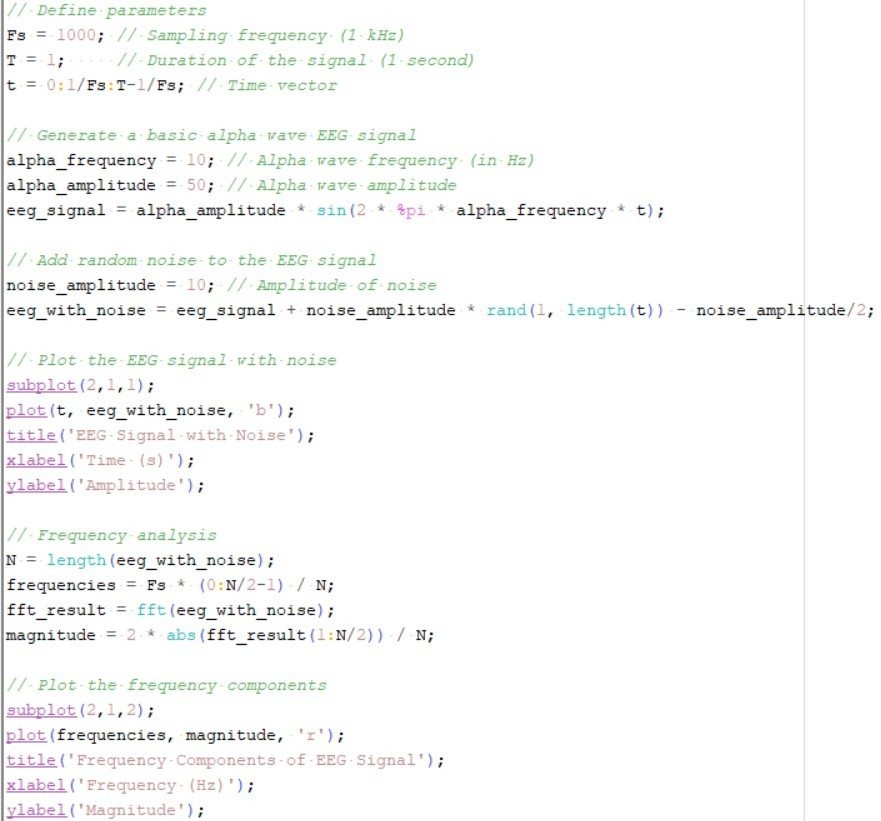 // Define parameters
Fs = 1000; // Sampling frequency (1 kHz)
T = 1;     // Duration of the signal (1 second)
t = 0:1/Fs:T-1/Fs; // Time vector

// Generate a basic alpha wave EEG signal
alpha_frequency = 10; // Alpha wave frequency (in Hz)
alpha_amplitude = 50; // Alpha wave amplitude
eeg_signal = alpha_amplitude * sin(2 * %pi * alpha_frequency * t);

// Add random noise to the EEG signal
noise_amplitude = 10; // Amplitude of noise
eeg_with_noise = eeg_signal + noise_amplitude * rand(1, length(t)) - noise_amplitude/2;

// Plot the EEG signal with noise
subplot(2,1,1);
plot(t, eeg_with_noise, 'b');
title('EEG Signal with Noise');
xlabel('Time (s)');
ylabel('Amplitude');

// Frequency analysis
N = length(eeg_with_noise);
frequencies = Fs * (0:N/2-1) / N;
fft_result = fft(eeg_with_noise);
magnitude = 2 * abs(fft_result(1:N/2)) / N;

// Plot the frequency components
subplot(2,1,2);
plot(frequencies, magnitude, 'r');
title('Frequency Components of EEG Signal');
xlabel('Frequency (Hz)');
ylabel('Magnitude');